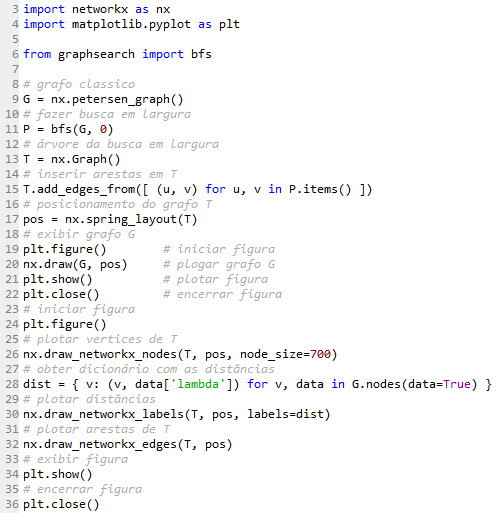 3 import networkx as nx
4 import matplotlib.pyplot as plt
5
6 from graphsearch import bfs
7
8 # grafo classico
9 G = nx.petersen_graph()
10 # fazer busca em largura
11 P = bfs(G, 0)
12 # árvore da busca em largura
13 T = nx.Graph()
14 # inserir arestas em T
15 T.add_edges_from([ (u, v) for u, v in P.items() ])
16 # posicionamento do grafo T
17 pos = nx.spring_layout(T)
18 # exibir grafo G
19 plt.figure()        # iniciar figura
20 nx.draw(G, pos)     # plogar grafo G
21 plt.show()          # plotar figura
22 plt.close()         # encerrar figura
23 # iniciar figura
24 plt.figure()
25 # plotar vertices de T
26 nx.draw_networkx_nodes(T, pos, node_size=700)
27 # obter dicionário com as distâncias
28 dist = { v: (v, data['lambda']) for v, data in G.nodes(data=True) }
29 # plotar distâncias
30 nx.draw_networkx_labels(T, pos, labels=dist)
31 # plotar arestas de T
32 nx.draw_networkx_edges(T, pos)
33 # exibir figura
34 plt.show()
35 # encerrar figura
36 plt.close()